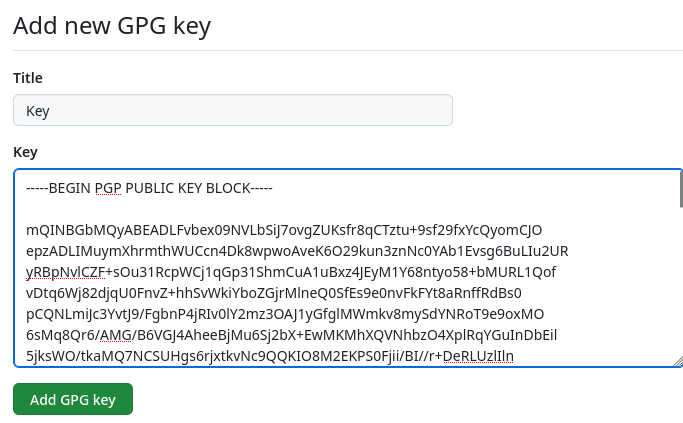 Add new GPG key
Title
Key
Key
-----BEGIN PGP PUBLIC KEY BLOCK-----
mQINBGbMQyABEADLFvbex09NVLbSiJ7ovgZUKsfr8qCTztu+9sf29fxYcQyomCJO
epzADLIMuymXhrmthWUCcn4Dk8wpwoAveK6O29kun3znNc0YAb1Evsg6BuLIu2UR
yRBpNvlCZF+sOu31RcpWCj1qGp31ShmCuA1uBxz4JEyM1Y68ntyo58+bMURL1Qof
vDtq6Wj82djqU0FnvZ+hhSvWkiYboZGjrMlneQ0SfEs9e0nvFkFYt8aRnffRdBs0
pCQNLmiJc3YvtJ9/FgbnP4jRIv0lY2mz3OAJ1yGfglMWmkv8mySdYNRoT9e9oxMO
6sMq8Qr6/AMG/B6VGJ4AheeBjMu6Sj2bX+EwMKMhXQVNhbzO4XplRqYGuInDbEil
5jksWO/tkaMQ7NCSUHgs6rjxtkvNc9QQKIO8M2EKPS0Fjii/BI//r+DeRLUzlIln
Add GPG key